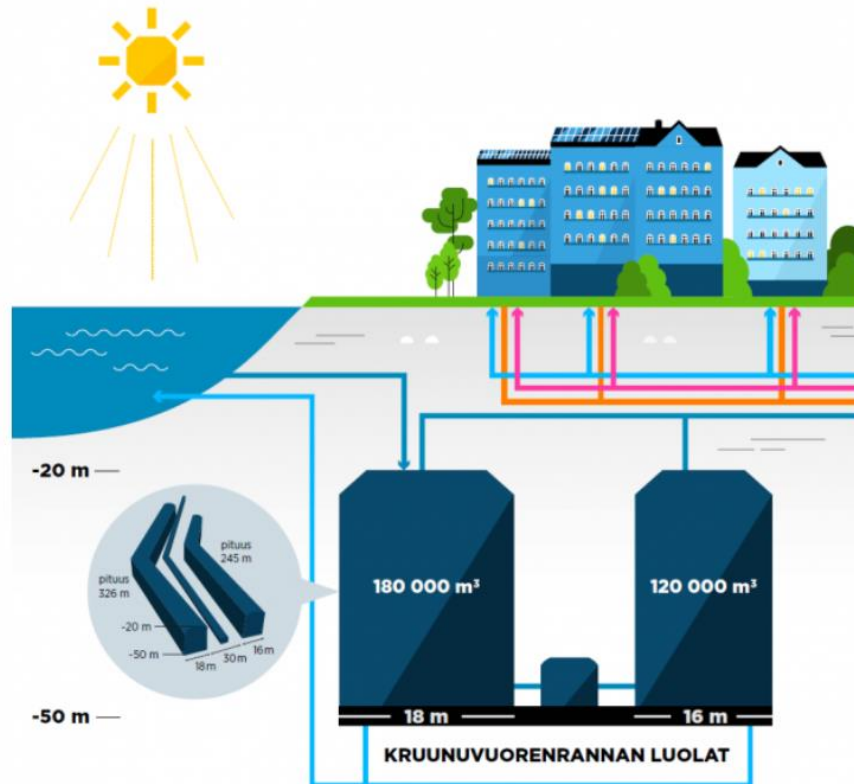 -20 m
pituus
245 m
pituus
326 m
-20 m
-50 m
18 m
30 m
16 m
180 000 m³
120 000 m³
-50 m
18 m
16 m
KRUUNUVUORENRANNAN LUOLAT